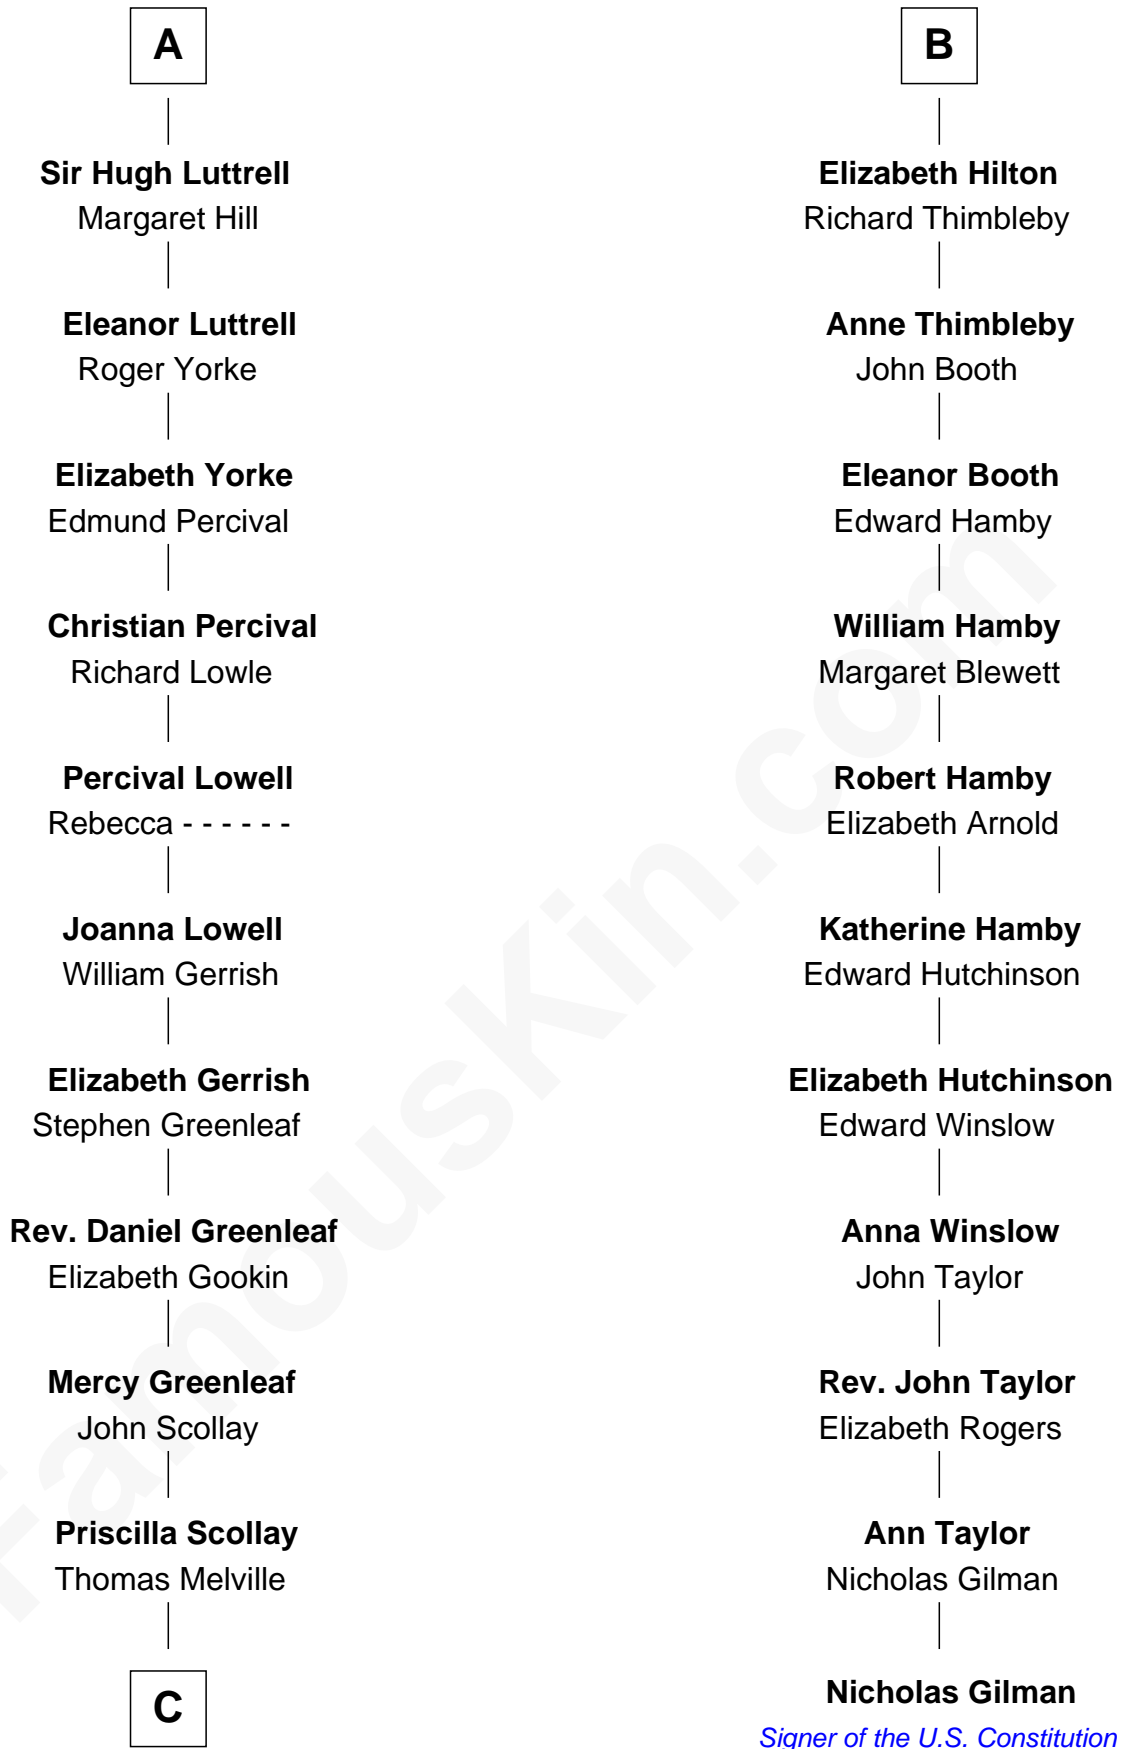 A
Sir Hugh Luttrell
Margaret Hill
Eleanor Luttrell
Roger Yorke
Elizabeth Yorke
Edmund Percival
Christian Percival
Richard Lowle
Percival Lowell
Rebecca - - - - - -
Joanna Lowell
William Gerrish
Elizabeth Gerrish
Stephen Greenleaf
Rev. Daniel Greenleaf
Elizabeth Gookin
Mercy Greenleaf
John Scollay
Priscilla Scollay
Thomas Melville
C
B
Elizabeth Hilton
Richard Thimbleby
Anne Thimbleby
John Booth
Eleanor Booth
Edward Hamby
William Hamby
Margaret Blewett
Robert Hamby
Elizabeth Arnold
Katherine Hamby
Edward Hutchinson
Elizabeth Hutchinson
Edward Winslow
Anna Winslow
John Taylor
Rev. John Taylor
Elizabeth Rogers
Ann Taylor
Nicholas Gilman
Nicholas Gilman
Signer of the U.S. Constitution
FamousKin.com